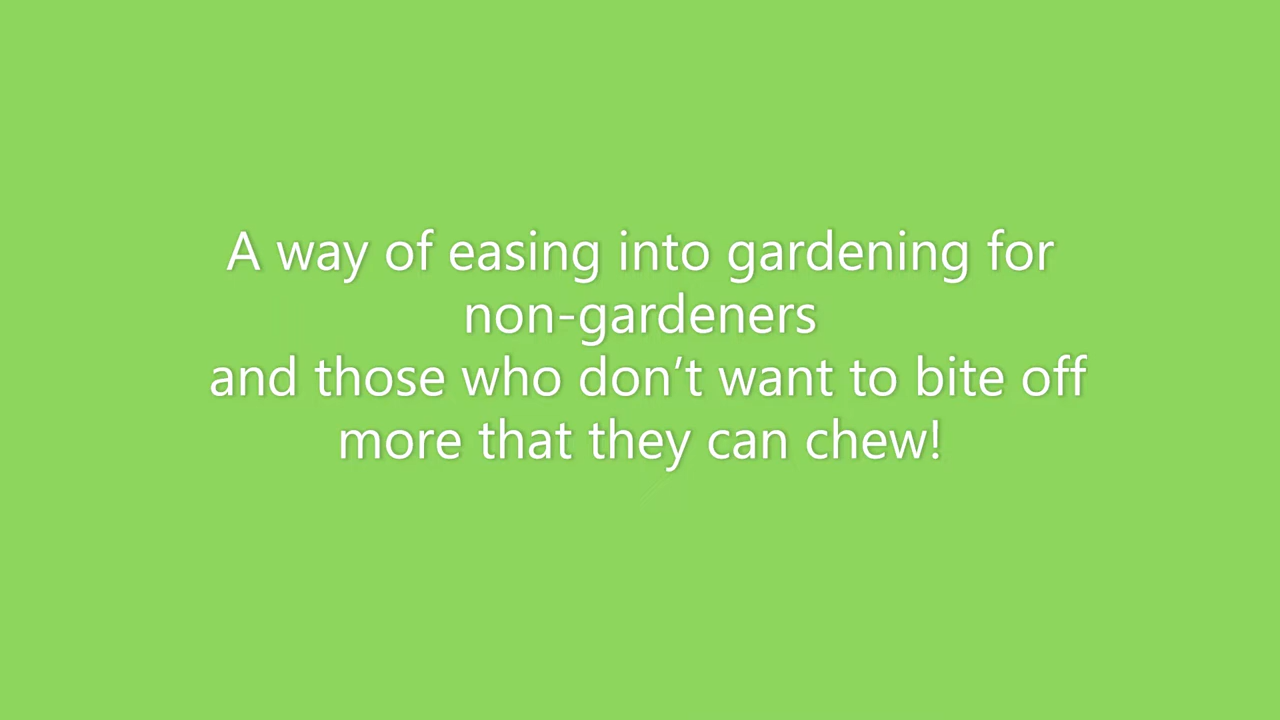 A way of easing into gardening for
non-gardeners
and those who don’t want to bite off
more that they can chew!